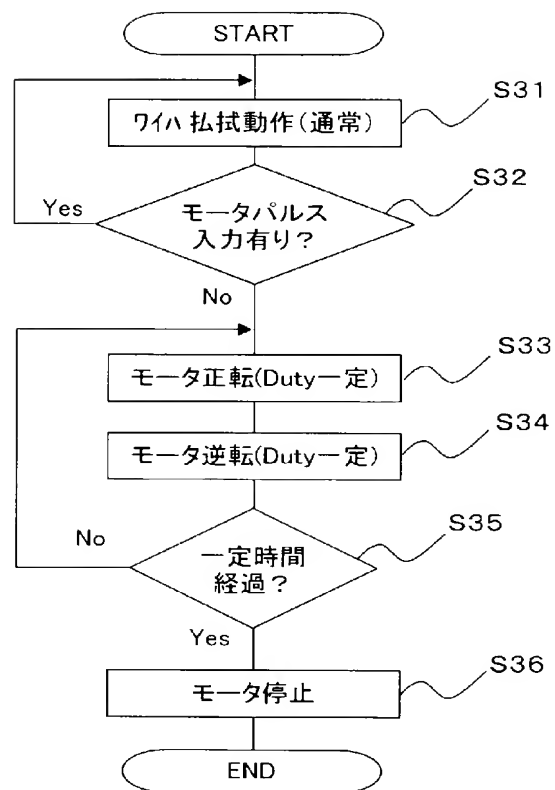 START
S31
ワイハ 払拭動作(通常)
S32
Yes
モータパルス
入力有り?
No
S33
モータ正転(Duty一定)
S34
モータ逆転(Duty一定)
No
S35
一定時間
経過?
Yes
S36
モータ停止
END